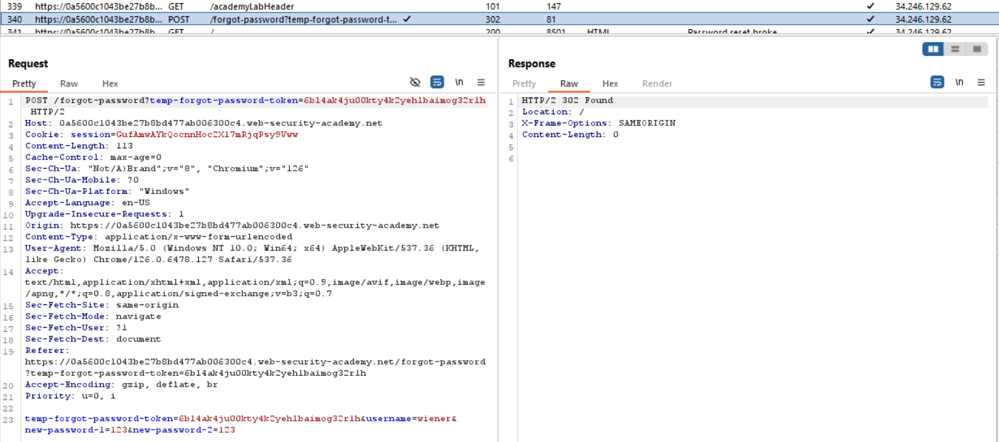 339 https://0a5600c1043be27b8b... GET /academyLabHeader 101 147 ✓ 34.246.129.62
340 https://0a5600c1043be27b8b... POST /forgot-password?temp-forgot-password-t... ✓ 302 81 ✓ 34.246.129.62
341 https://0a5600c1043be27b8b... GET / 200 8501 HTML Password reset broke ✓ 34.246.129.62
Request
Pretty Raw Hex \n
1 POST /forgot-password?temp-forgot-password-token=6bl4ak4ju00kty4k2yehlbaimog32rlh
HTTP/2
2 Host: 0a5600c1043be27b8bd477ab006300c4.web-security-academy.net
3 Cookie: session=GufAmwAYkQocnnHoc2Xl7mRjqPsy9Vww
4 Content-Length: 113
5 Cache-Control: max-age=0
6 Sec-Ch-Ua: "Not/A)Brand";v="8", "Chromium";v="126"
7 Sec-Ch-Ua-Mobile: ?0
8 Sec-Ch-Ua-Platform: "Windows"
9 Accept-Language: en-US
10 Upgrade-Insecure-Requests: 1
11 Origin: https://0a5600c1043be27b8bd477ab006300c4.web-security-academy.net
12 Content-Type: application/x-www-form-urlencoded
13 User-Agent: Mozilla/5.0 (Windows NT 10.0; Win64; x64) AppleWebKit/537.36 (KHTML,
like Gecko) Chrome/126.0.6478.127 Safari/537.36
14 Accept:
text/html,application/xhtml+xml,application/xml;q=0.9,image/avif,image/webp,image
/apng,*/*;q=0.8,application/signed-exchange;v=b3;q=0.7
15 Sec-Fetch-Site: same-origin
16 Sec-Fetch-Mode: navigate
17 Sec-Fetch-User: ?1
18 Sec-Fetch-Dest: document
19 Referer:
https://0a5600c1043be27b8bd477ab006300c4.web-security-academy.net/forgot-password
?temp-forgot-password-token=6bl4ak4ju00kty4k2yehlbaimog32rlh
20 Accept-Encoding: gzip, deflate, br
21 Priority: u=0, i
22
23 temp-forgot-password-token=6bl4ak4ju00kty4k2yehlbaimog32rlh&username=wiener&
new-password-1=123&new-password-2=123
Response
Pretty Raw Hex Render \n
1 HTTP/2 302 Found
2 Location: /
3 X-Frame-Options: SAMEORIGIN
4 Content-Length: 0
5
6